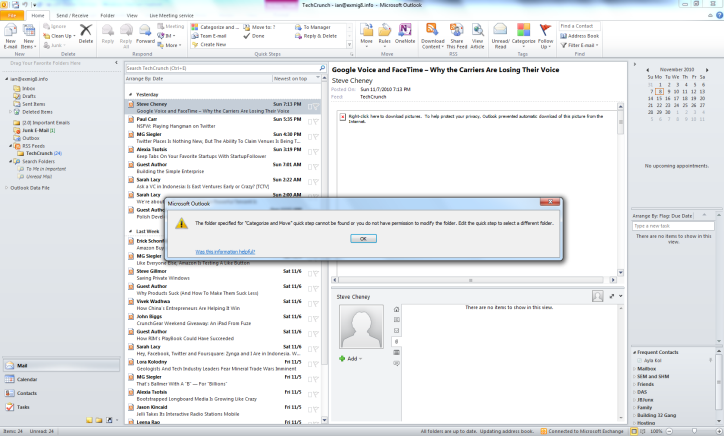 TechCrunch - ian@exmig8.info - Microsoft Outlook
File Home Send / Receive Folder View Live Meeting service
New E-mail New Items
New
Ignore
Clean Up
Junk
Delete
Delete
Reply Reply All Forward
Meeting
IM
More
Respond
Categorize and ...
Team E-mail
Create New
Move to: ?
Done
To Manager
Reply & Delete
Quick Steps
Move Rules OneNote
Move
Download Content Share This Feed View Article
RSS
Unread/ Read Categorize Follow Up
Tags
Find a Contact
Address Book
Filter E-mail
Find
Drag Your Favorite Folders Here
ian@exmig8.info
Inbox
Drafts
Sent Items
Deleted Items
[2.0] Important Emails
Junk E-Mail [1]
Outbox
RSS Feeds
TechCrunch (24)
Search Folders
To Me is Important
Unread Mail
Outlook Data File
Mail
Calendar
Contacts
Tasks
Search TechCrunch (Ctrl+E)
Arrange By: Date Newest on top
Yesterday
Steve Cheney Sun 7:13 PM
Google Voice and FaceTime – Why the Carriers Are Losing Their Voice
Paul Carr Sun 5:35 PM
NSFW: Playing Hangman on Twitter
MG Siegler Sun 4:30 PM
Twitter Places Is Nothing New, But The Ability To Claim Venues Is Being T...
Alexia Tsotsis Sun 3:19 PM
Keep Tabs On Your Favorite Startups With StartupFollower
Guest Author Sun 7:01 AM
Building the Simple Enterprise
Sarah Lacy Sun 2:22 AM
Ask a VC in Indonesia: Is East Ventures Early or Crazy? [TCTV]
Sarah Lacy Sun 2:00 AM
We're about
Guest Auth
Polish Devel
Last Week
Erick Schonf
Amazon Buy
MG Siegler
Like Everyone Else, Amazon Is Testing A Like Button
Steve Gillmor Sat 11/6
Saving Private Windows
Guest Author Sat 11/6
Why Products Suck (And How To Make Them Suck Less)
Vivek Wadhwa Sat 11/6
How China's Entrepreneurs Are Helping It Win
John Biggs Sat 11/6
CrunchGear Weekend Giveaway: An iPad From Fuze
Guest Author Sat 11/6
How RIM's PlayBook Could Have Succeeded
Sarah Lacy Sat 11/6
Hey, Facebook, Twitter and Foursquare: Zynga and I Are in Indonesia, W...
Lora Kolodny Fri 11/5
Geologists And Tech Industry Leaders Fear Mineral Trade Wars Imminent
MG Siegler Fri 11/5
That's Ballmer With A "B" — For "Billions"
Alexia Tsotsis Fri 11/5
Bootstrapped Longboard Media Is Growing Like Crazy
Jason Kincaid Fri 11/5
Jelli Takes Its Interactive Radio Stations Mobile
Leena Rao Fri 11/5
Google Voice and FaceTime – Why the Carriers Are Losing Their Voice
Steve Cheney
Posted On: Sun 11/7/2010 7:13 PM
Feed: TechCrunch
Right-click here to download pictures. To help protect your privacy, Outlook prevented automatic download of this picture from the
Internet.
Microsoft Outlook
The folder specified for "Categorize and Move" quick step cannot be found or you do not have permission to modify the folder. Edit the quick step to select a different folder.
OK
Was this information helpful?
Steve Cheney
There are no items to show in this view.
Add
November 2010
Su Mo Tu We Th Fr Sa
31 1 2 3 4 5 6
7 8 9 10 11 12 13
14 15 16 17 18 19 20
21 22 23 24 25 26 27
28 29 30 1 2 3 4
5 6 7 8 9 10 11
No upcoming appointments.
Arrange By: Flag: Due Date
Type a new task
There are no items to show in this view.
Frequent Contacts
Ayla Kol
Mailbox
SEM and SHM
Friends
DAS
JBJune
Family
Building 32 Gang
Hosting
Items: 24 Unread: 24
All folders are up to date. Updating address book. Connected to Microsoft Exchange 100%